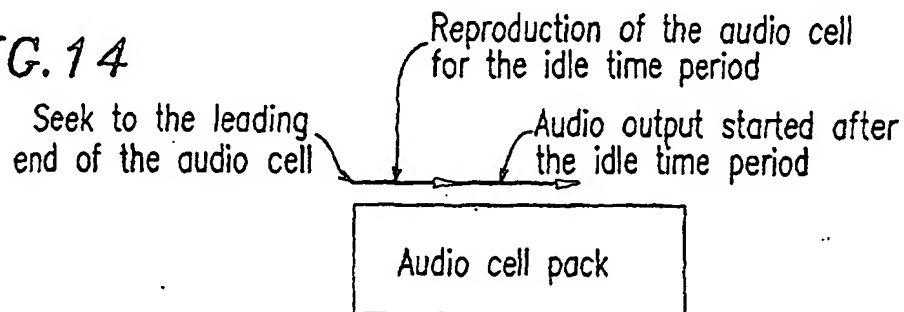 G. 14
Reproduction of the audio cell
for the idle time period
Seek to the leading
end of the audio cell
Audio output started after
the idle time period
Audio cell pack